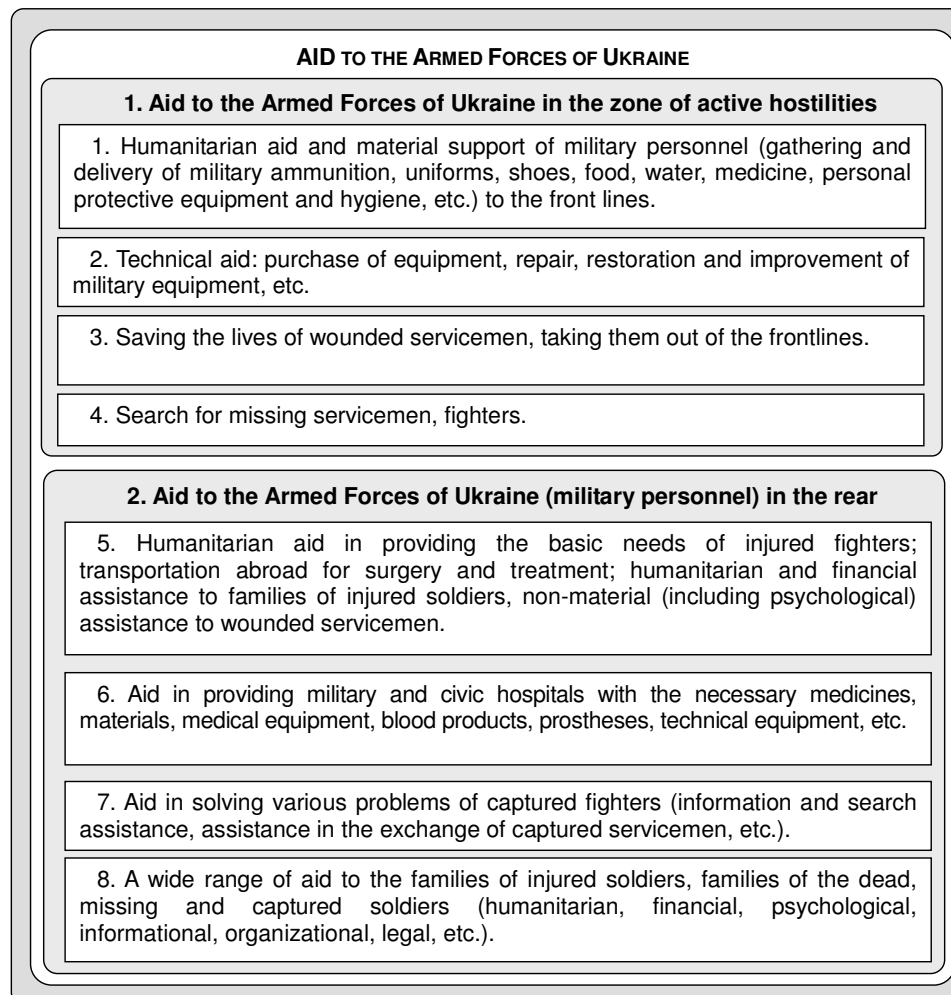 AID TO THE ARMED FORCES OF UKRAINE
1. Aid to the Armed Forces of Ukraine in the zone of active hostilities
1. Humanitarian aid and material support of military personnel (gathering and
delivery of military ammunition, uniforms, shoes, food, water, medicine, personal
protective equipment and hygiene, etc.) to the front lines.
2. Technical aid: purchase of equipment, repair, restoration and improvement of
military equipment, etc.
3. Saving the lives of wounded servicemen, taking them out of the frontlines.
4. Search for missing servicemen, fighters.
2. Aid to the Armed Forces of Ukraine (military personnel) in the rear
5. Humanitarian aid in providing the basic needs of injured fighters;
transportation abroad for surgery and treatment; humanitarian and financial
assistance to families of injured soldiers, non-material (including psychological)
assistance to wounded servicemen.
6. Aid in providing military and civic hospitals with the necessary medicines,
materials, medical equipment, blood products, prostheses, technical equipment, etc.
7. Aid in solving various problems of captured fighters (information and search
assistance, assistance in the exchange of captured servicemen, etc.).
8. A wide range of aid to the families of injured soldiers, families of the dead,
missing and captured soldiers (humanitarian, financial, psychological,
informational, organizational, legal, etc.).